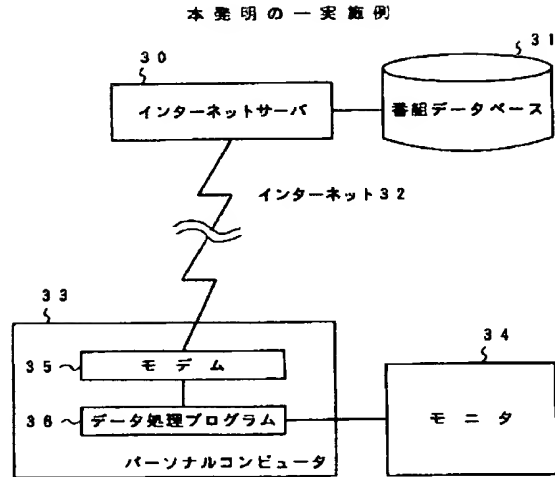 本発明の一実施例
30
31
インターネットサーバ
番組データベース
インターネット32
33
34
35
モデム
36
データ処理プログラム
モニタ
パーソナルコンピュータ